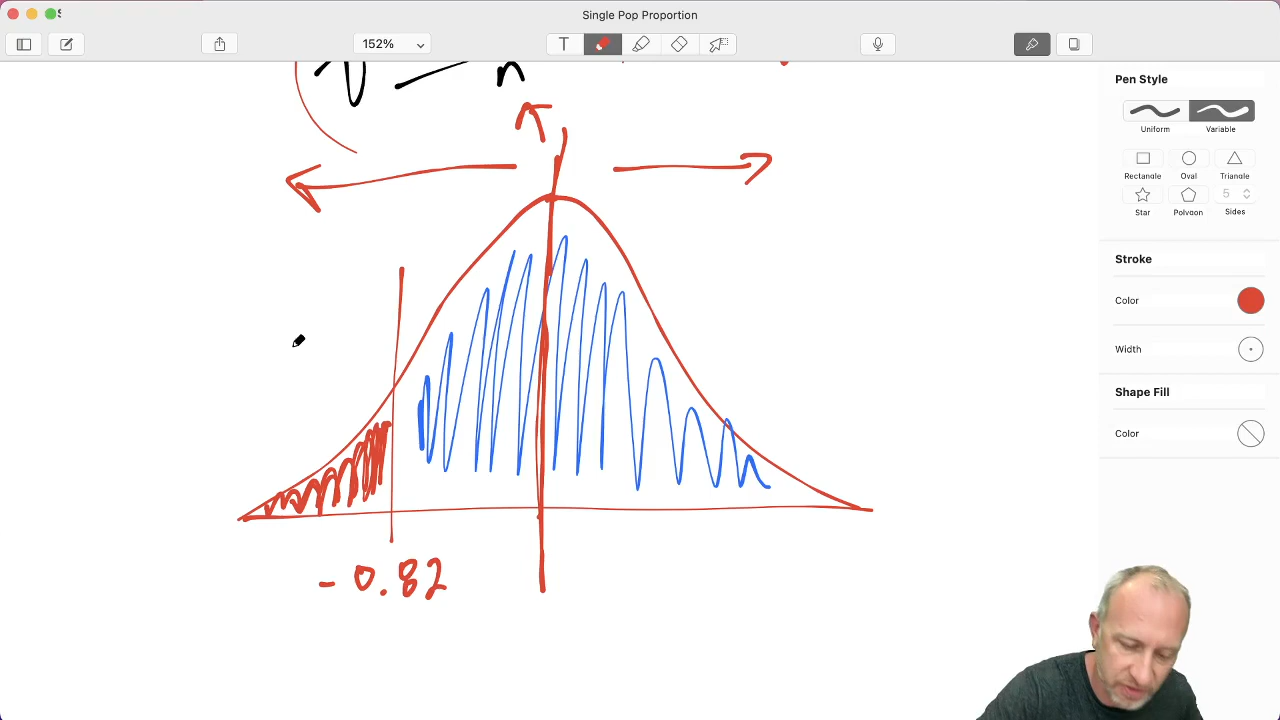 Single Pop Proportion
152%
T
n
- 0.82
Pen Style
Uniform Variable
Rectangle Oval Triangle
5
Star Polygon Sides
Stroke
Color
Width
Shape Fill
Color